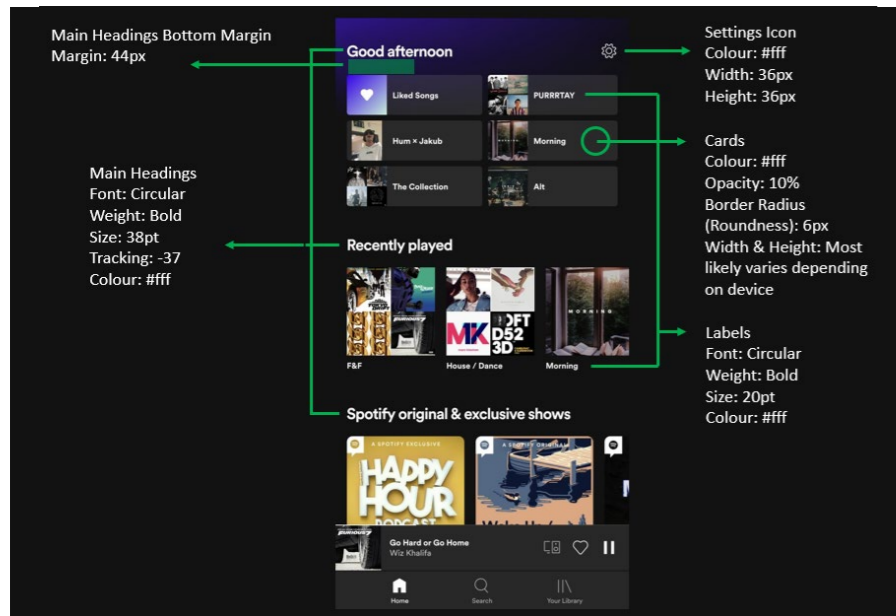 Main Headings Bottom Margin
Margin: 44px
Main Headings
Font: Circular
Weight: Bold
Size: 38pt
Tracking: -37
Colour: #fff
Good afternoon
Liked Songs
PURRRTAY
Hum × Jakub
Morning
The Collection
Alt
Recently played
MORNING
MK
DFT
D52
3D
F&F
House / Dance
Morning
Spotify original & exclusive shows
A SPOTIFY EXCLUSIVE
HAPPY
HOUR
PODCAST
A SPOTIFY ORIGINAL
Wake Up/
Go Hard or Go Home
Wiz Khalifa
Home
Search
Your Library
Settings Icon
Colour: #fff
Width: 36px
Height: 36px
Cards
Colour: #fff
Opacity: 10%
Border Radius
(Roundness): 6px
Width & Height: Most
likely varies depending
on device
Labels
Font: Circular
Weight: Bold
Size: 20pt
Colour: #fff